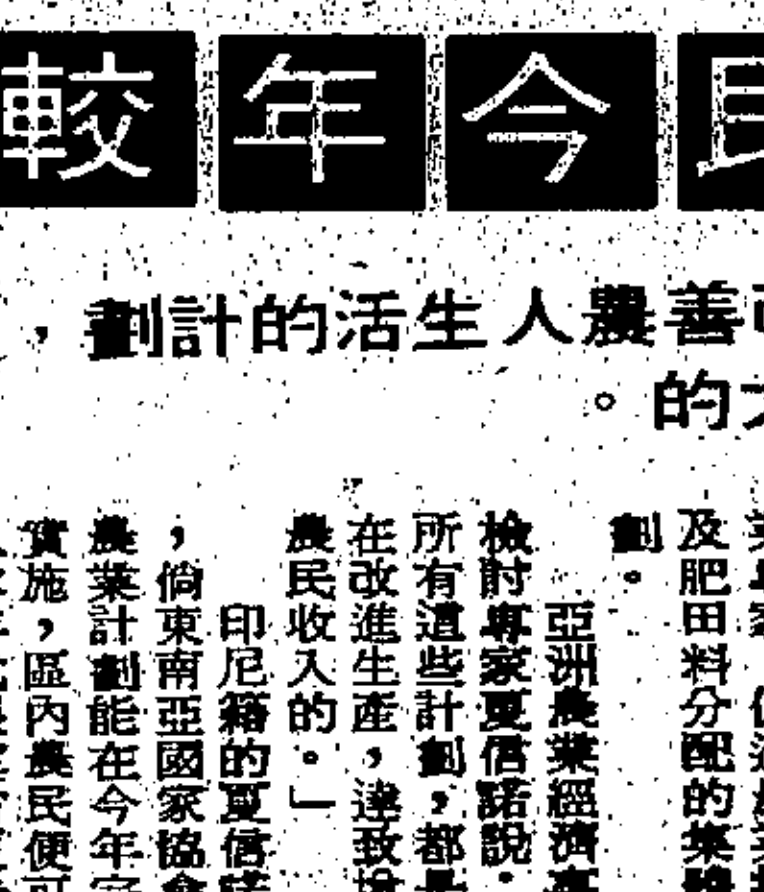 今年較
善農人生活的計劃，
的。
及肥田料分配的集
劃。
亞洲農業經濟專
檢討專家夏信諾說：
所有這些計劃，都是
在改進生產，達致增
農民收入的。」
印尼籍的夏信諾
，倘東南亞國家協會
農業計劃能在今年
實施，區內農民便可